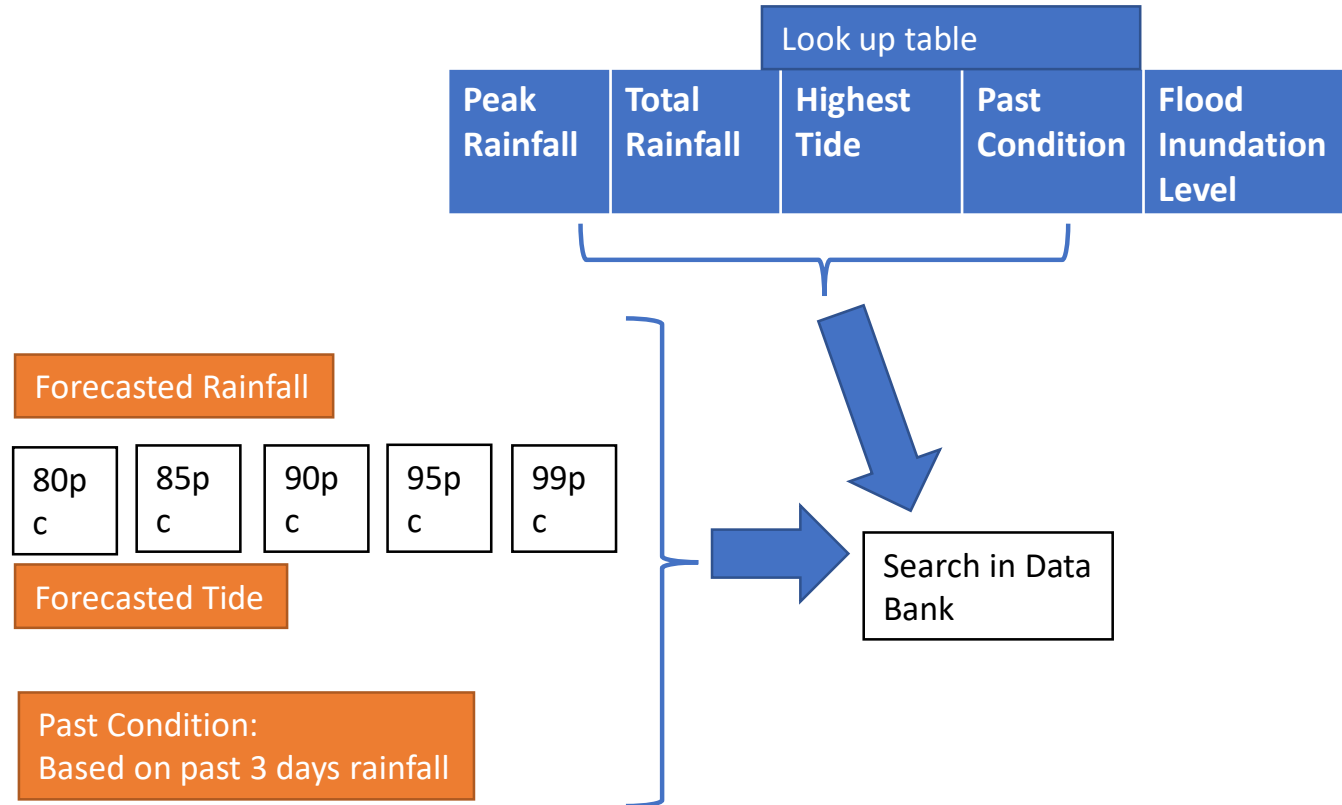 Look up table
Peak Rainfall
Total Rainfall
Highest Tide
Past Condition
Flood Inundation Level
Forecasted Rainfall
80p c
85p c
90p c
95p c
99p c
Forecasted Tide
Search in Data
Bank
Past Condition:
Based on past 3 days rainfall